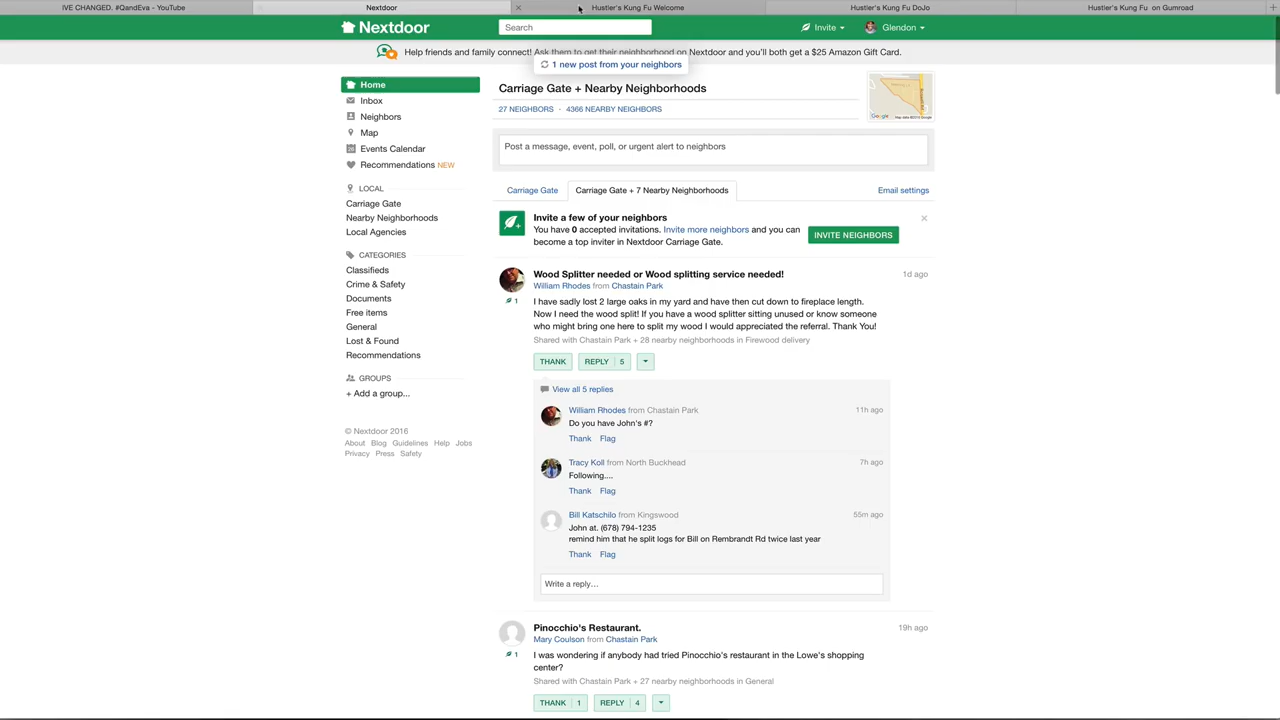 IVE CHANGED. #QandEva - YouTube
Nextdoor
Hustler's Kung Fu Welcome
Hustler's Kung Fu DoJo
Hustler's Kung Fu on Gumroad
Nextdoor
Search
Invite
Glendon
Help friends and family connect! Ask them to get their neighborhood on Nextdoor and you'll both get a $25 Amazon Gift Card.
1 new post from your neighbors
Home
Inbox
Neighbors
Map
Events Calendar
Recommendations NEW
LOCAL
Carriage Gate
Nearby Neighborhoods
Local Agencies
CATEGORIES
Classifieds
Crime & Safety
Documents
Free items
General
Lost & Found
Recommendations
GROUPS
+ Add a group...
© Nextdoor 2016
About Blog Guidelines Help Jobs
Privacy Press Safety
Carriage Gate + Nearby Neighborhoods
27 NEIGHBORS · 4366 NEARBY NEIGHBORS
Google
Post a message, event, poll, or urgent alert to neighbors
Carriage Gate
Carriage Gate + 7 Nearby Neighborhoods
Email settings
Invite a few of your neighbors
You have 0 accepted invitations. Invite more neighbors and you can
become a top inviter in Nextdoor Carriage Gate.
INVITE NEIGHBORS
Wood Splitter needed or Wood splitting service needed!
1d ago
William Rhodes from Chastain Park
1
I have sadly lost 2 large oaks in my yard and have then cut down to fireplace length.
Now I need the wood split! If you have a wood splitter sitting unused or know someone
who might bring one here to split my wood I would appreciated the referral. Thank You!
Shared with Chastain Park + 28 nearby neighborhoods in Firewood delivery
THANK
REPLY 5
View all 5 replies
William Rhodes from Chastain Park
11h ago
Do you have John's #?
Thank Flag
Tracy Koll from North Buckhead
7h ago
Following....
Thank Flag
Bill Katschilo from Kingswood
55m ago
John at. (678) 794-1235
remind him that he split logs for Bill on Rembrandt Rd twice last year
Thank Flag
Write a reply...
Pinocchio's Restaurant.
19h ago
Mary Coulson from Chastain Park
1
I was wondering if anybody had tried Pinocchio's restaurant in the Lowe's shopping
center?
Shared with Chastain Park + 27 nearby neighborhoods in General
THANK 1
REPLY 4